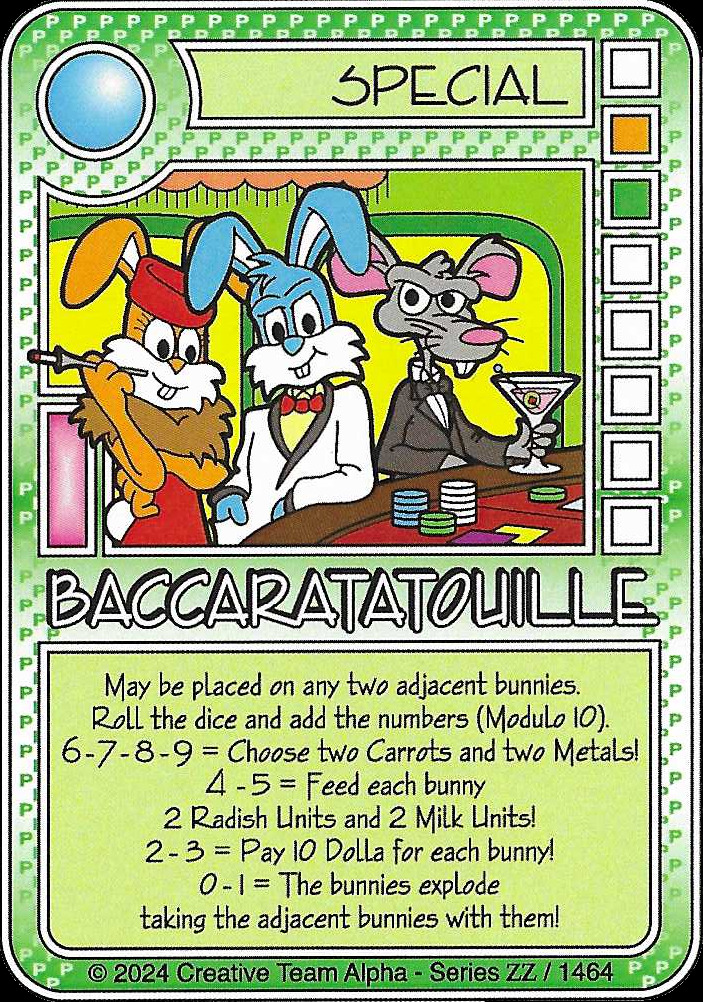 SPECIAL
BACCARATATOUILLE
May be placed on any two adjacent bunnies.
Roll the dice and add the numbers (Modulo 10).
6-7-8-9 = Choose two Carrots and two Metals!
4 - 5 = Feed each bunny
2 Radish Units and 2 Milk Units!
2 - 3 = Pay 10 Dolla for each bunny!
0 - 1 = The bunnies explode
taking the adjacent bunnies with them!
© 2024 Creative Team Alpha - Series ZZ / 1464